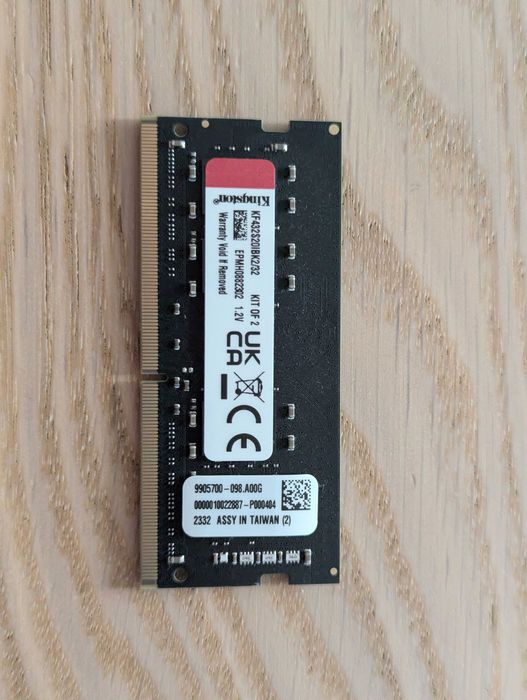 Kingston®
KF432S20IBK2/32 KIT OF 2
EPMH0882302 1.2V
Warranty Void If Removed
UK
CA
CE
9905700-098.A00G
0000010022887-P000404
2332 ASSY IN TAIWAN (2)